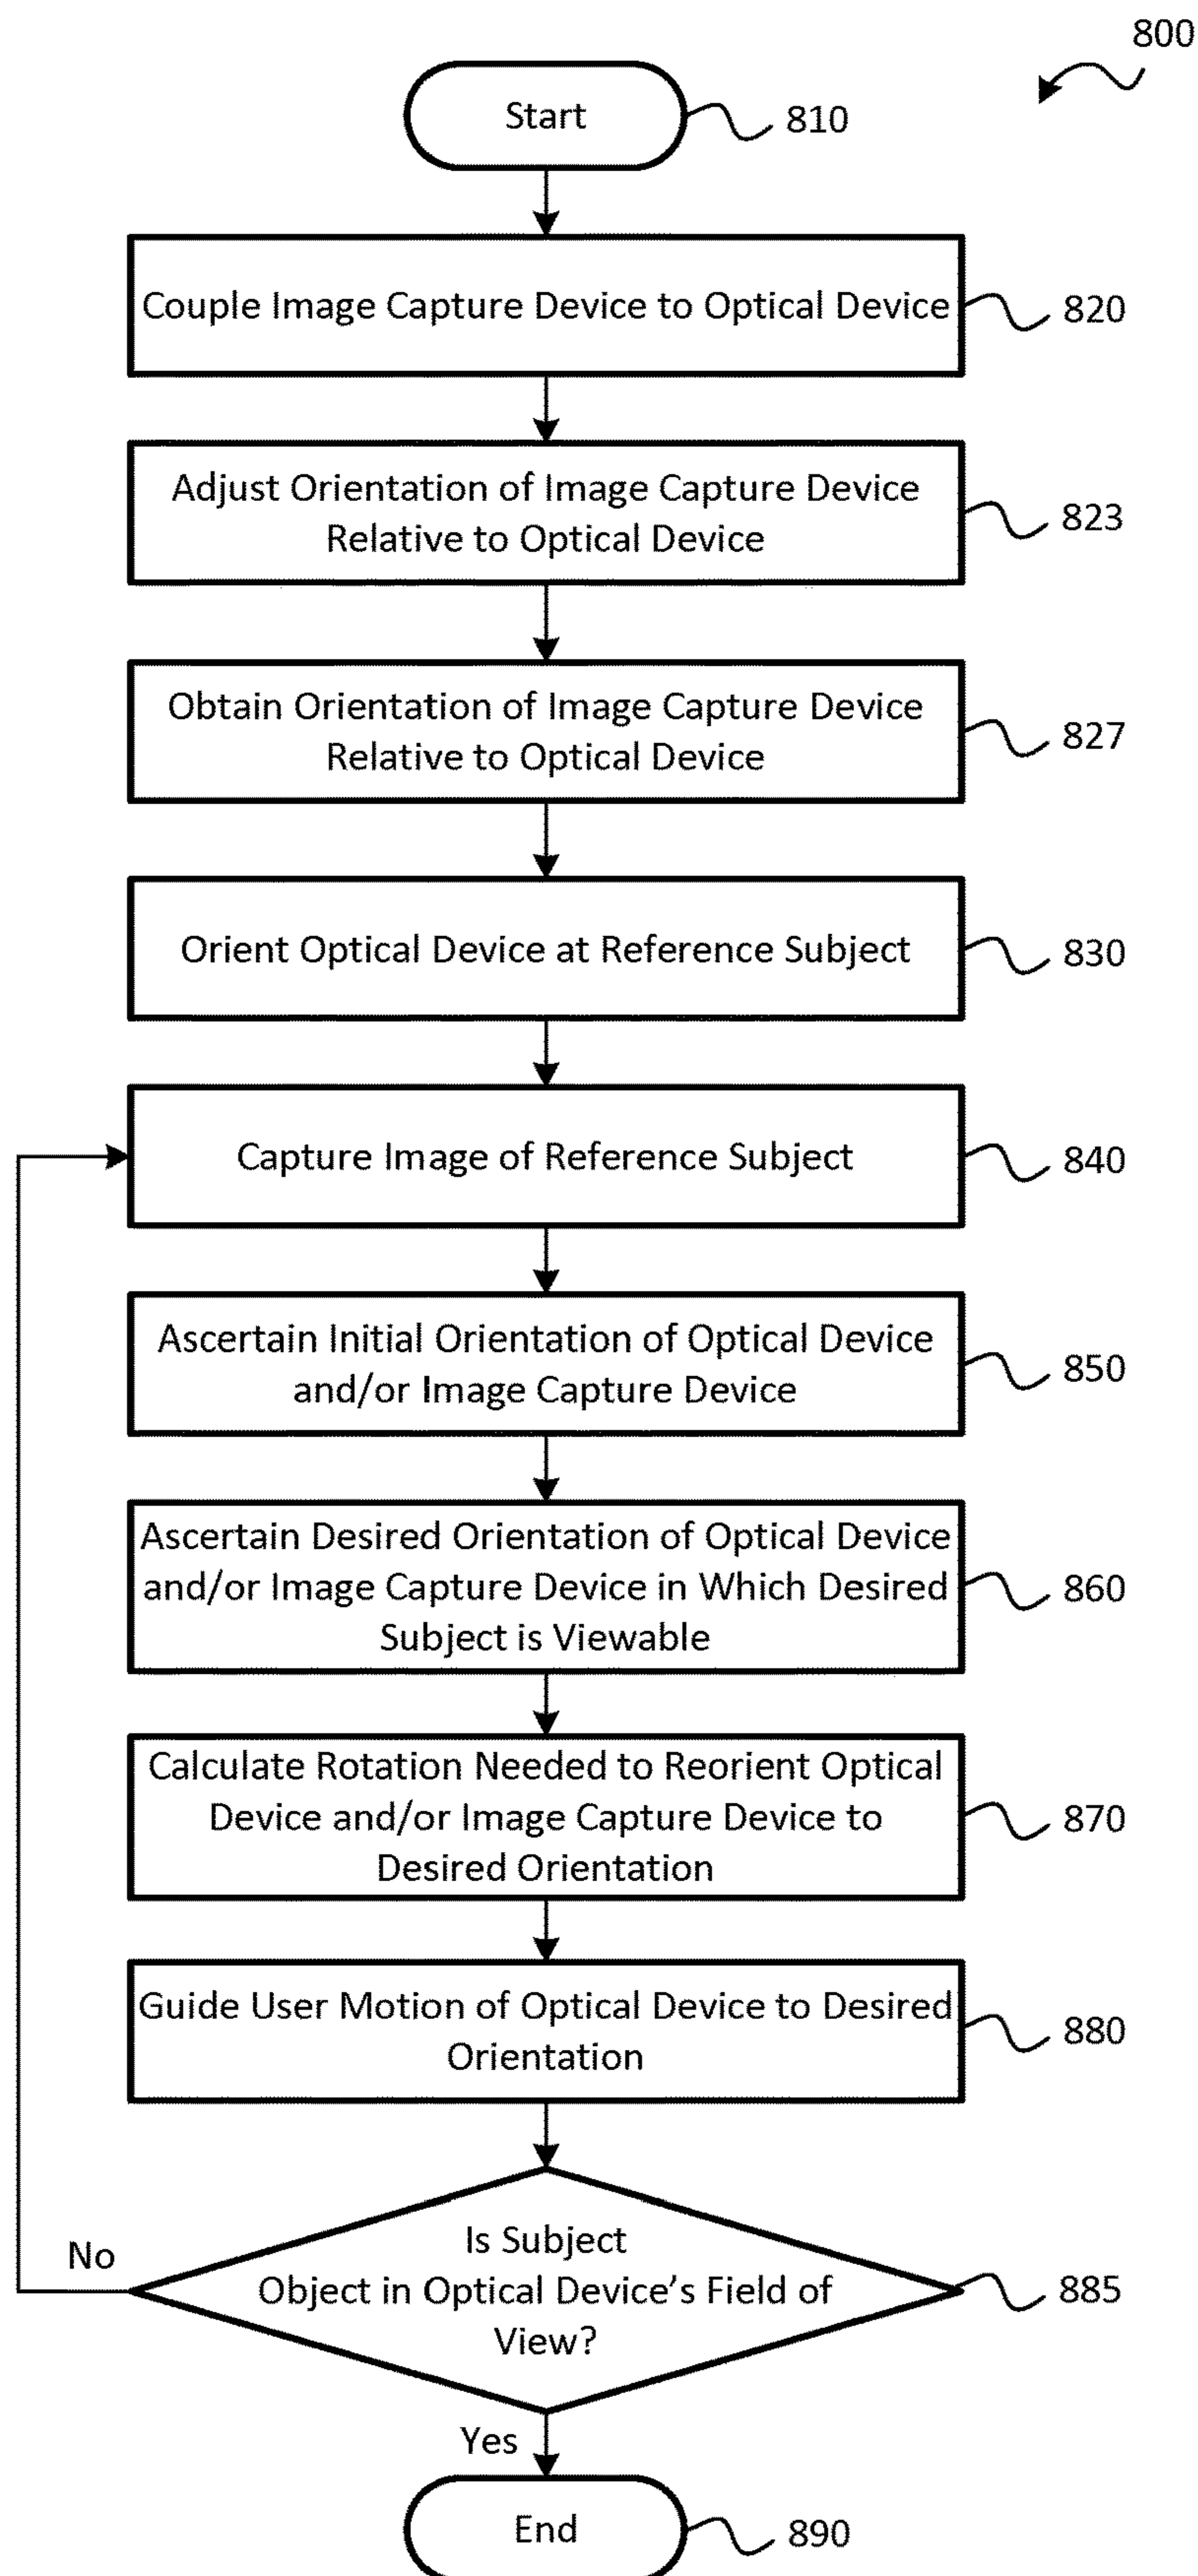 800
Start
810
Couple Image Capture Device to Optical Device
820
Adjust Orientation of Image Capture Device
Relative to Optical Device
823
Obtain Orientation of Image Capture Device
Relative to Optical Device
827
Orient Optical Device at Reference Subject
830
Capture Image of Reference Subject
840
Ascertain Initial Orientation of Optical Device
and/or Image Capture Device
850
Ascertain Desired Orientation of Optical Device
and/or Image Capture Device in Which Desired
Subject is Viewable
860
Calculate Rotation Needed to Reorient Optical
Device and/or Image Capture Device to
Desired Orientation
870
Guide User Motion of Optical Device to Desired
Orientation
880
No
Is Subject
Object in Optical Device’s Field of
View?
885
Yes
End
890